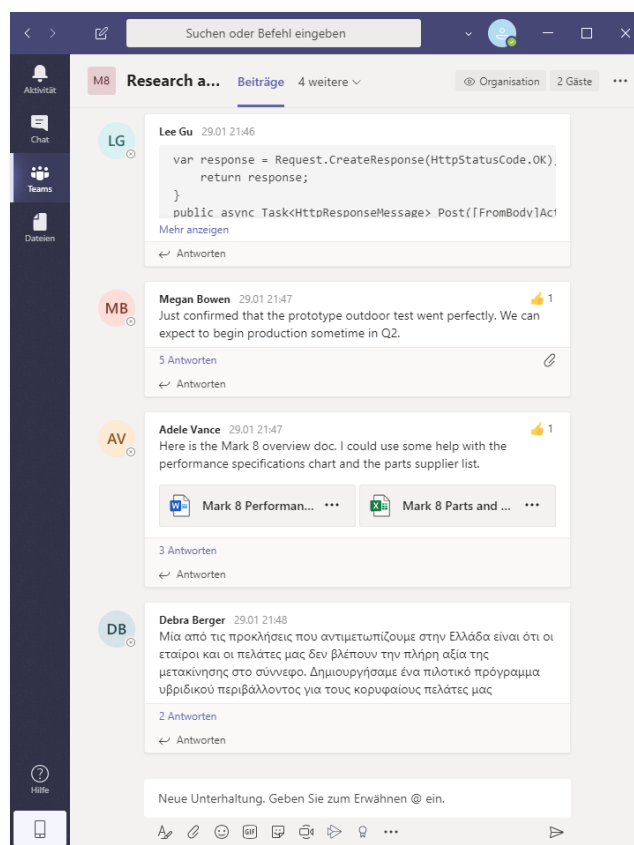 Suchen oder Befehl eingeben
Aktivität
Chat
Teams
Dateien
Hilfe
M8 Research a... Beiträge 4 weitere Organisation 2 Gäste
LG
Lee Gu 29.01 21:46
var response = Request.CreateResponse(HttpStatusCode.OK);
return response;
}
public async Task<HttpResponseMessage> Post([FromBody]Act
Mehr anzeigen
Antworten
MB
Megan Bowen 29.01 21:47 1
Just confirmed that the prototype outdoor test went perfectly. We can
expect to begin production sometime in Q2.
5 Antworten
Antworten
AV
Adele Vance 29.01 21:47 1
Here is the Mark 8 overview doc. I could use some help with the
performance specifications chart and the parts supplier list.
Mark 8 Performan... Mark 8 Parts and ...
3 Antworten
Antworten
DB
Debra Berger 29.01 21:48
Μία από τις προκλήσεις που αντιμετωπίζουμε στην Ελλάδα είναι ότι οι
εταίροι και οι πελάτες μας δεν βλέπουν την πλήρη αξία της
μετακίνησης στο σύννεφο. Δημιουργήσαμε ένα πιλοτικό πρόγραμμα
υβριδικού περιβάλλοντος για τους κορυφαίους πελάτες μας
2 Antworten
Antworten
Neue Unterhaltung. Geben Sie zum Erwähnen @ ein.
GIF